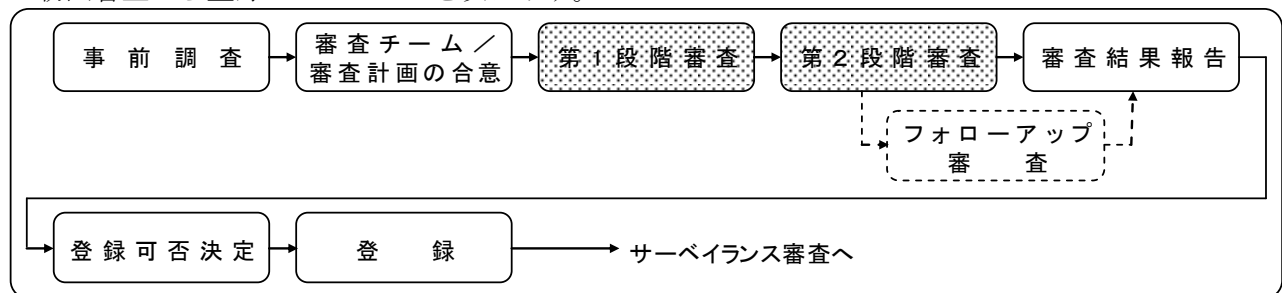 事前調査
審査チーム／
審査計画の合意
第1段階審査
第2段階審査
審査結果報告
フォローアップ
審査
登録可否決定
登録
サーベイランス審査へ